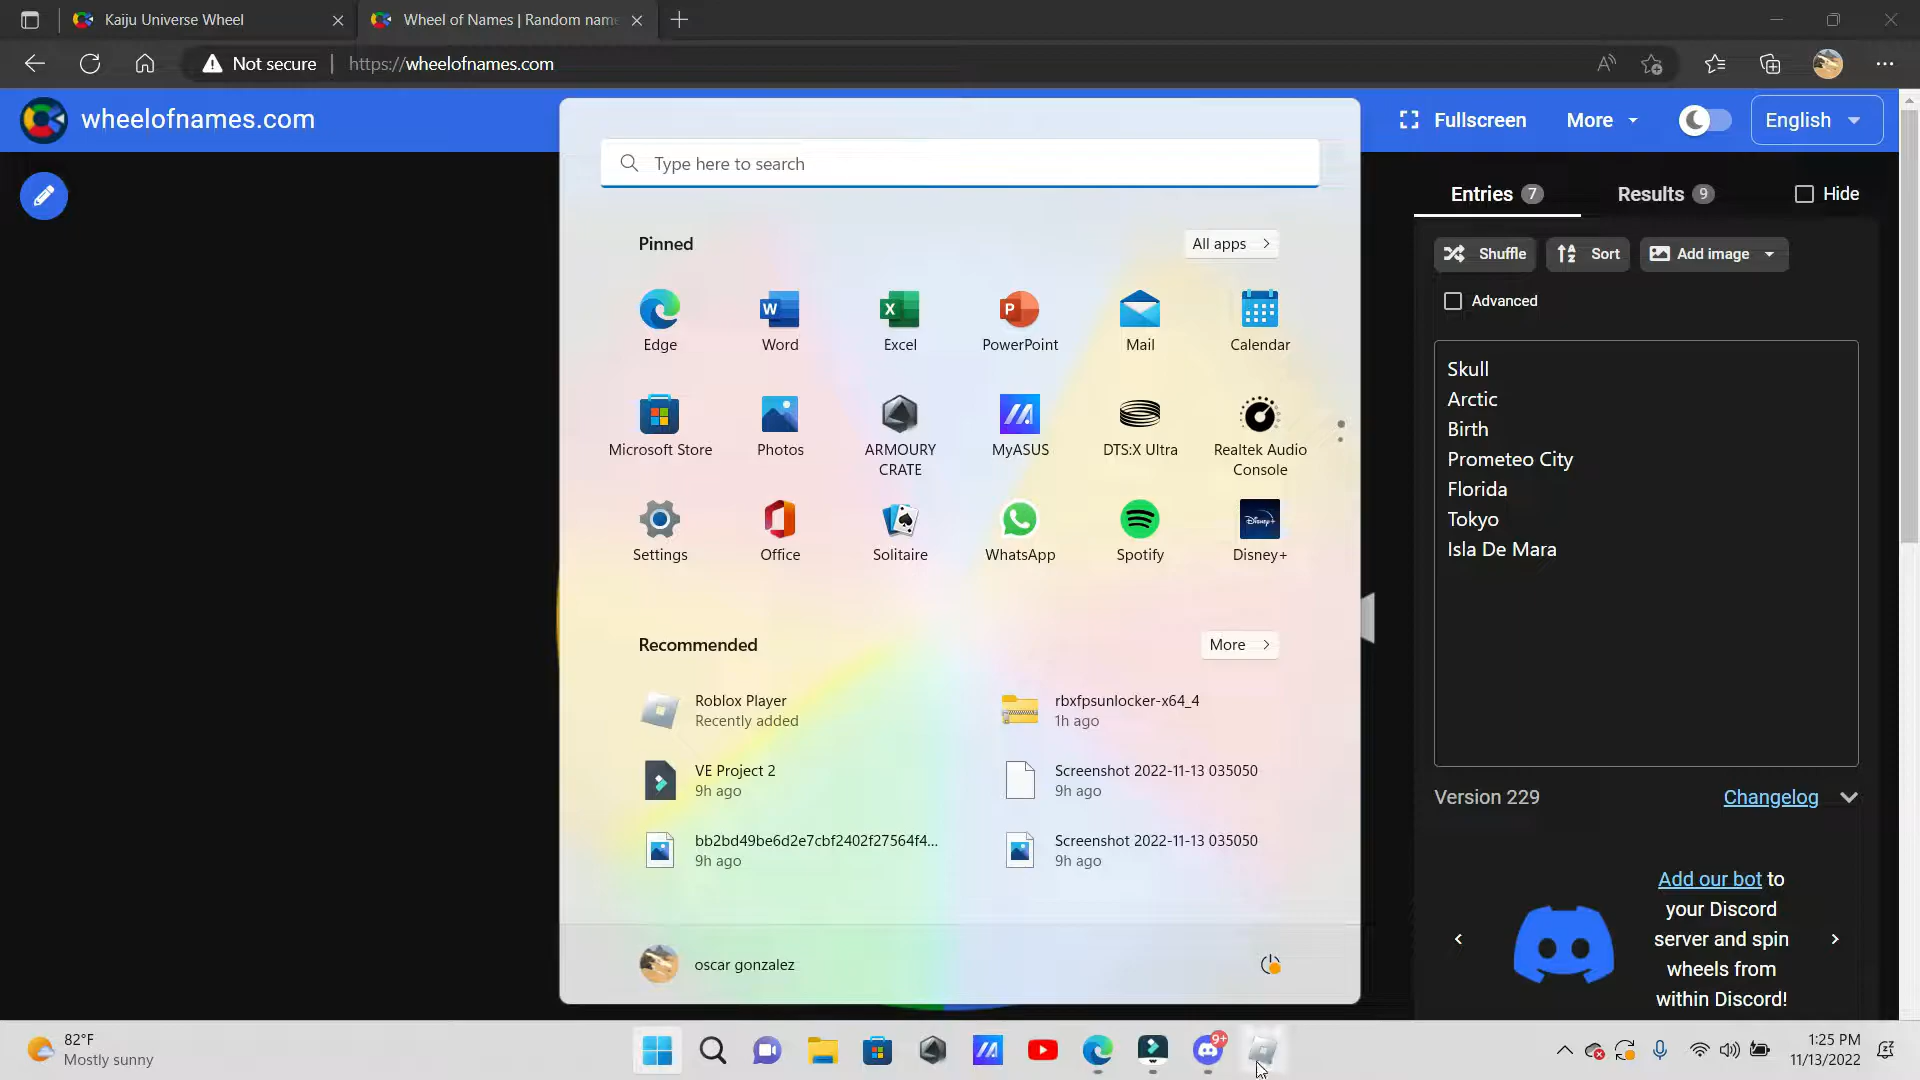 Kaiju Universe Wheel
Wheel of Names | Random name
Not secure
https://wheelofnames.com
wheelofnames.com
Fullscreen
More
English
Type here to search
Pinned
All apps
Edge
Word
Excel
PowerPoint
Mail
Calendar
Microsoft Store
Photos
ARMOURY
CRATE
MyASUS
DTS:X Ultra
Realtek Audio
Console
Settings
Office
Solitaire
WhatsApp
Spotify
Disney+
Disney+
Recommended
More
Roblox Player
Recently added
rbxfpsunlocker-x64_4
1h ago
VE Project 2
9h ago
Screenshot 2022-11-13 035050
9h ago
bb2bd49be6d2e7cbf2402f27564f4...
9h ago
Screenshot 2022-11-13 035050
9h ago
oscar gonzalez
Entries 7
Results 9
Hide
Shuffle
Sort
Add image
Advanced
Skull
Arctic
Birth
Prometeo City
Florida
Tokyo
Isla De Mara
Version 229
Changelog
Add our bot to
your Discord
server and spin
wheels from
within Discord!
82°F
Mostly sunny
9+
1:25 PM
11/13/2022